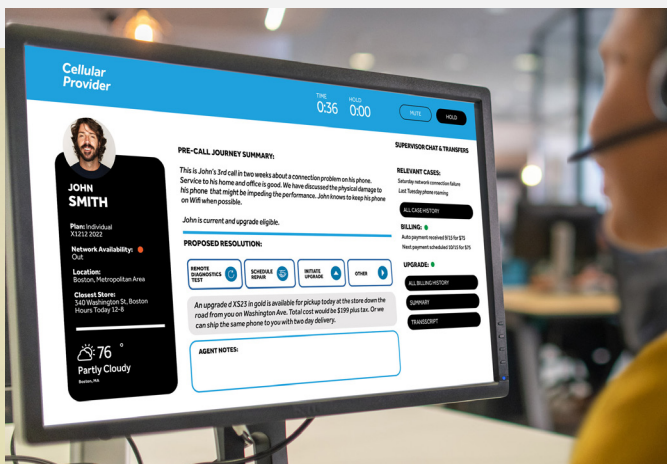 Cellular
Provider
TIME
0:36
HOLD
0:00
MUTE
HOLD
JOHN
SMITH
Plan: Individual
X1212 2022
Network Availability:
Out
Location:
Boston, Metropolitan Area
Closest Store:
340 Washington St, Boston
Hours Today 12-8
76°
Partly Cloudy
Boston, MA
PRE-CALL JOURNEY SUMMARY:
This is John's 3rd call in two weeks about a connection problem on his phone.
Service to his home and office is good. We have discussed the physical damage to
his phone that might be impeding the performance. John knows to keep his phone
on Wifi when possible.
John is current and upgrade eligible.
PROPOSED RESOLUTION:
REMOTE
DIAGNOSTICS
TEST
SCHEDULE
REPAIR
INITIATE
UPGRADE
OTHER
An upgrade d XS23 in gold is available for pickup today at the store down the
road from you on Washington Ave. Total cost would be $199 plus tax. Or we
can ship the same phone to you with two day delivery.
AGENT NOTES:
SUPERVISOR CHAT & TRANSFERS
RELEVANT CASES:
Saturday network connection failure
Last Tuesday phone roaming
ALL CASE HISTORY
BILLING:
Auto payment received 9/15 for $75
Next payment scheduled 10/15 for $75
UPGRADE:
ALL BILLING HISTORY
SUMMARY
TRANSSCRIPT